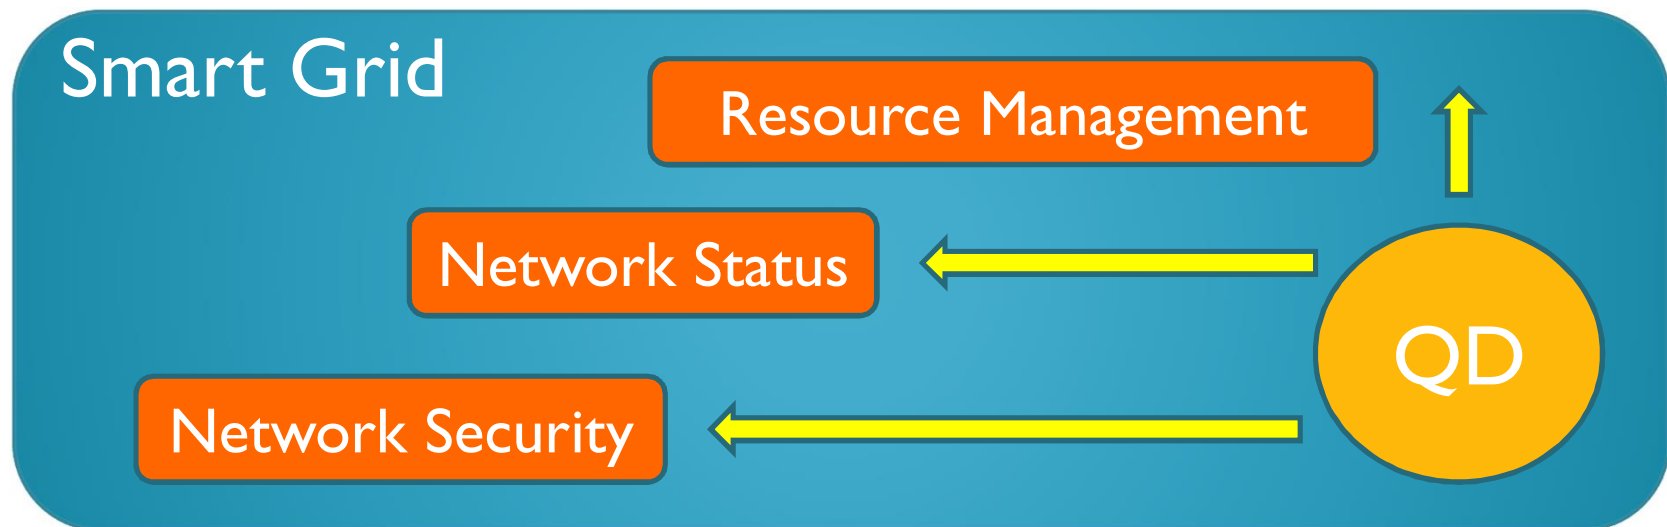 Smart Grid
Resource Management
Network Status
QD
Network Security